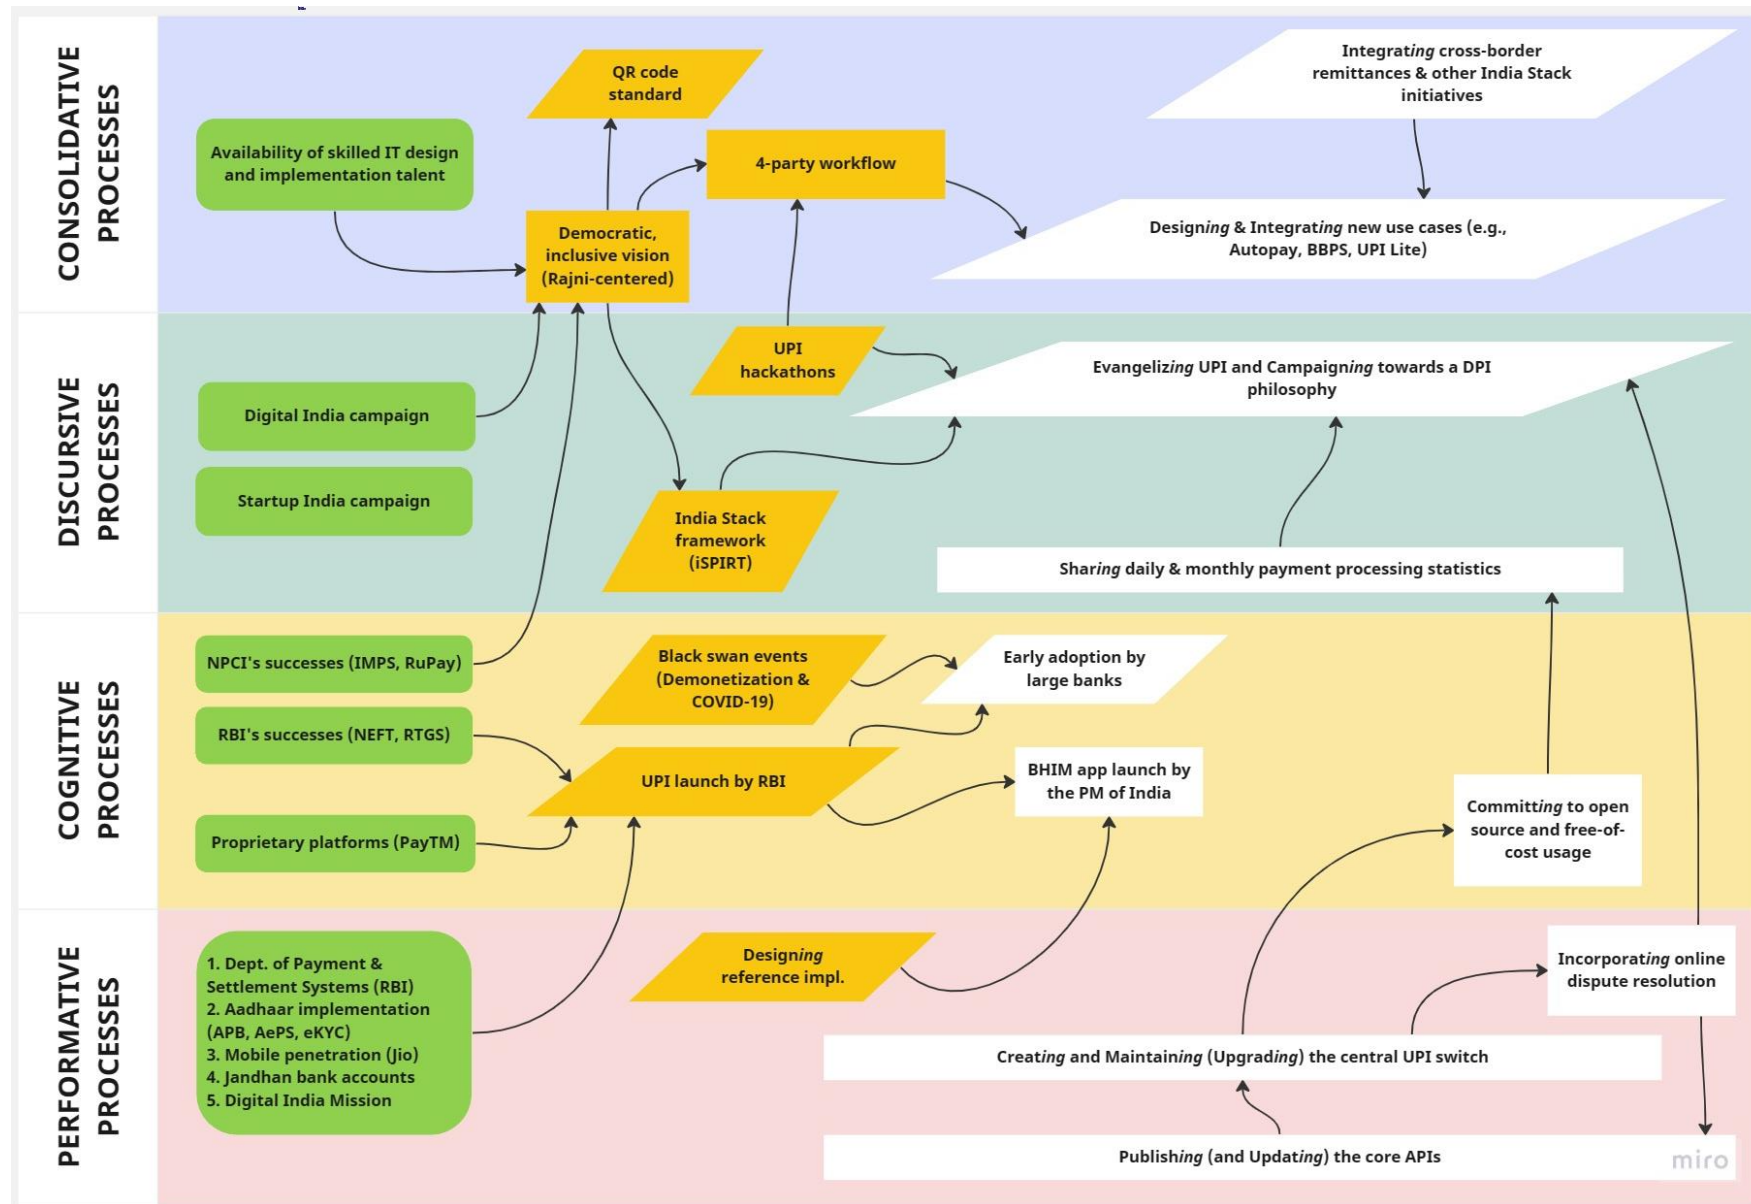 CONSOLIDATIVE
PROCESSES
QR code
standard
Integrating cross-border
remittances & other India Stack
initiatives
Availability of skilled IT design
and implementation talent
4-party workflow
Democratic,
inclusive vision
(Rajni-centered)
Designing & Integrating new use cases (e.g.,
Autopay, BBPS, UPI Lite)
DISCURSIVE
PROCESSES
UPI
hackathons
Evangelizing UPI and Campaigning towards a DPI
philosophy
Digital India campaign
Startup India campaign
India Stack
framework
(iSPIRT)
Sharing daily & monthly payment processing statistics
COGNITIVE
PROCESSES
NPCI's successes (IMPS, RuPay)
Black swan events
(Demonetization &
COVID-19)
Early adoption by
large banks
RBI's successes (NEFT, RTGS)
UPI launch by RBI
BHIM app launch by
the PM of India
Proprietary platforms (PayTM)
Committing to open
source and free-of-
cost usage
PERFORMATIVE
PROCESSES
1. Dept. of Payment &
Settlement Systems (RBI)
2. Aadhaar implementation
(APB, AePS, eKYC)
3. Mobile penetration (Jio)
4. Jandhan bank accounts
5. Digital India Mission
Designing
reference impl.
Incorporating online
dispute resolution
Creating and Maintaining (Upgrading) the central UPI switch
Publishing (and Updating) the core APIs
miro